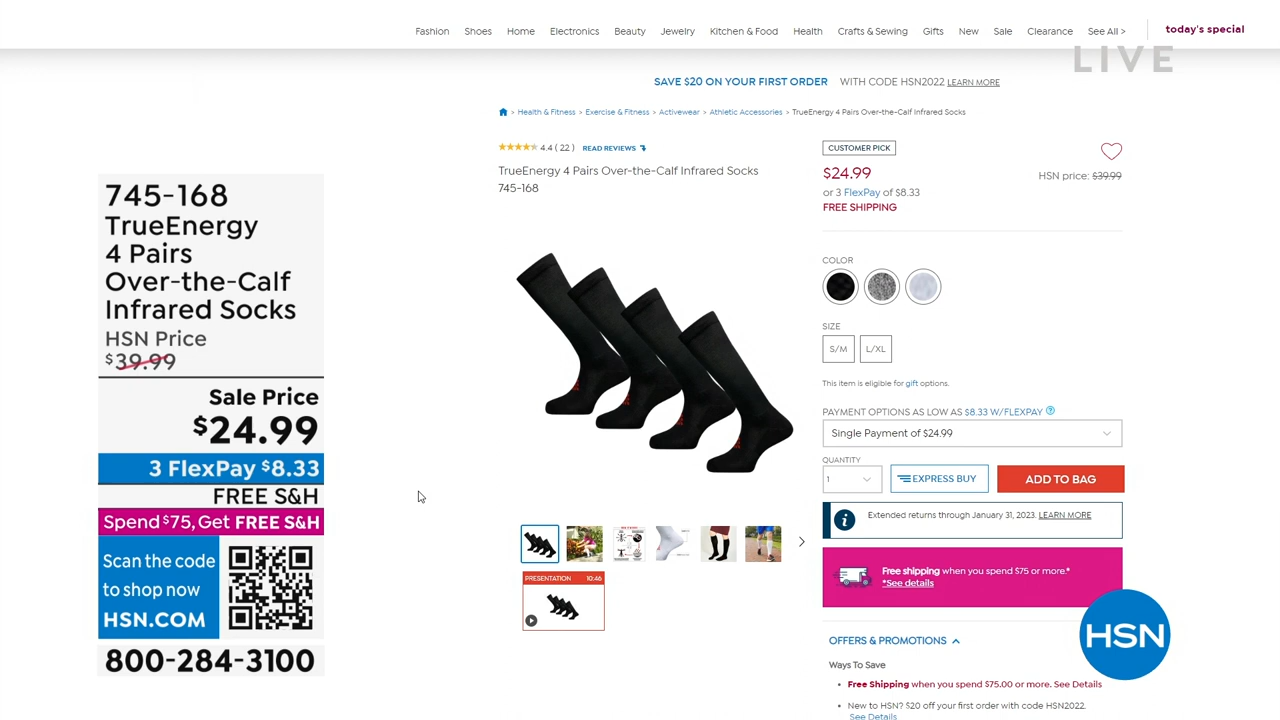 Fashion Shoes Home Electronics Beauty Jewelry Kitchen & Food Health Crafts & Sewing Gifts New Sale Clearance See All > today's special
LIVE
SAVE $20 ON YOUR FIRST ORDER WITH CODE HSN2022 LEARN MORE
> Health & Fitness > Exercise & Fitness > Activewear > Athletic Accessories > TrueEnergy 4 Pairs Over-the-Calf Infrared Socks
4.4 ( 22 ) READ REVIEWS
TrueEnergy 4 Pairs Over-the-Calf Infrared Socks
745-168
CUSTOMER PICK
$24.99
HSN price: $39.99
or 3 FlexPay of $8.33
FREE SHIPPING
COLOR
SIZE
S/M L/XL
This item is eligible for gift options.
PAYMENT OPTIONS AS LOW AS $8.33 W/FLEXPAY ?
Single Payment of $24.99
QUANTITY
1
EXPRESS BUY
ADD TO BAG
i Extended returns through January 31, 2023. LEARN MORE
Free shipping when you spend $75 or more.*
*See details
OFFERS & PROMOTIONS
Ways To Save
• Free Shipping when you spend $75.00 or more. See Details
• New to HSN? $20 off your first order with code HSN2022.
See Details
PRESENTATION 10:46
HSN
745-168
TrueEnergy
4 Pairs
Over-the-Calf
Infrared Socks
HSN Price
$39.99
Sale Price
$24.99
3 FlexPay $8.33
FREE S&H
Spend $75, Get FREE S&H
Scan the code
to shop now
HSN.COM
800-284-3100